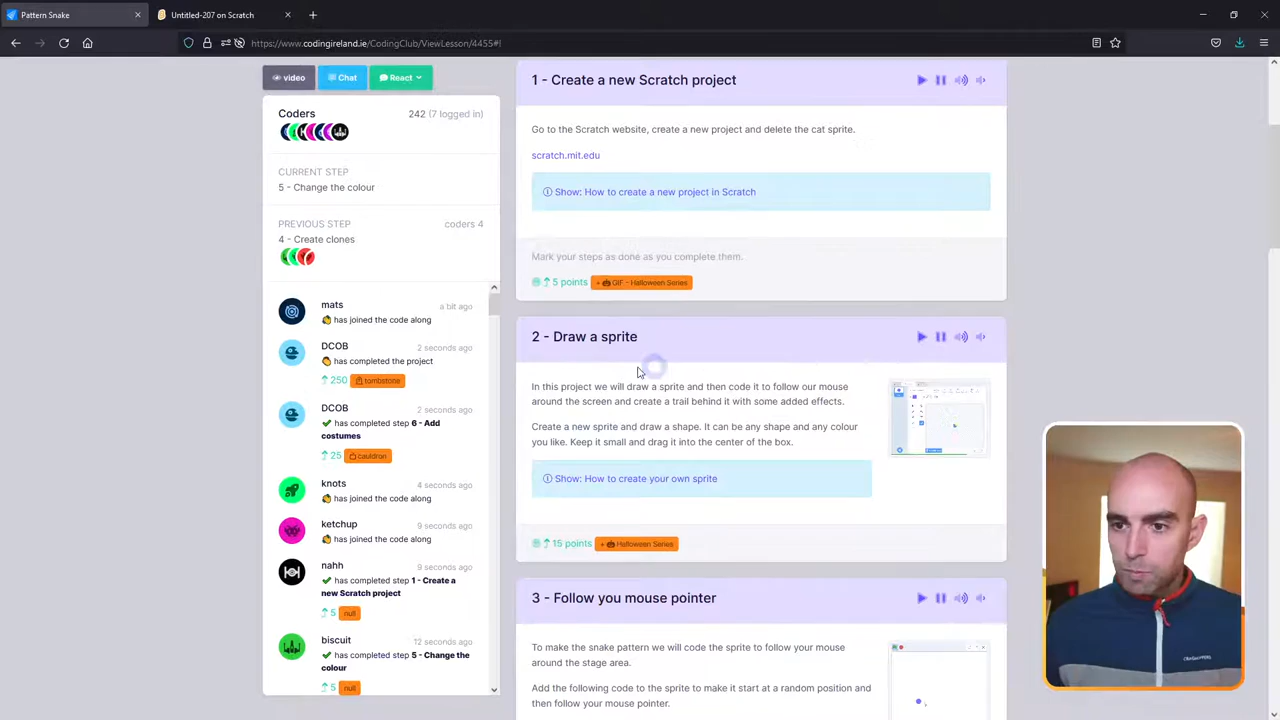 Pattern Snake
Untitled-207 on Scratch
https://www.codingireland.ie/CodingClub/ViewLesson/4455#!
video
Chat
React
Coders
242 (7 logged in)
CURRENT STEP
5 - Change the colour
PREVIOUS STEP
coders 4
4 - Create clones
mats
a bit ago
has joined the code along
DCOB
2 seconds ago
has completed the project
250
tombstone
DCOB
2 seconds ago
has completed step 6 - Add
costumes
25
cauldron
knots
4 seconds ago
has joined the code along
ketchup
9 seconds ago
has joined the code along
nahh
9 seconds ago
has completed step 1 - Create a
new Scratch project
5
null
biscuit
12 seconds ago
has completed step 5 - Change the
colour
5
null
1 - Create a new Scratch project
Go to the Scratch website, create a new project and delete the cat sprite.
scratch.mit.edu
Show: How to create a new project in Scratch
Mark your steps as done as you complete them.
5 points
+ GIF - Halloween Series
2 - Draw a sprite
In this project we will draw a sprite and then code it to follow our mouse
around the screen and create a trail behind it with some added effects.
Create a new sprite and draw a shape. It can be any shape and any colour
you like. Keep it small and drag it into the center of the box.
Show: How to create your own sprite
15 points
+ Halloween Series
3 - Follow you mouse pointer
To make the snake pattern we will code the sprite to follow your mouse
around the stage area.
Add the following code to the sprite to make it start at a random position and
then follow your mouse pointer.